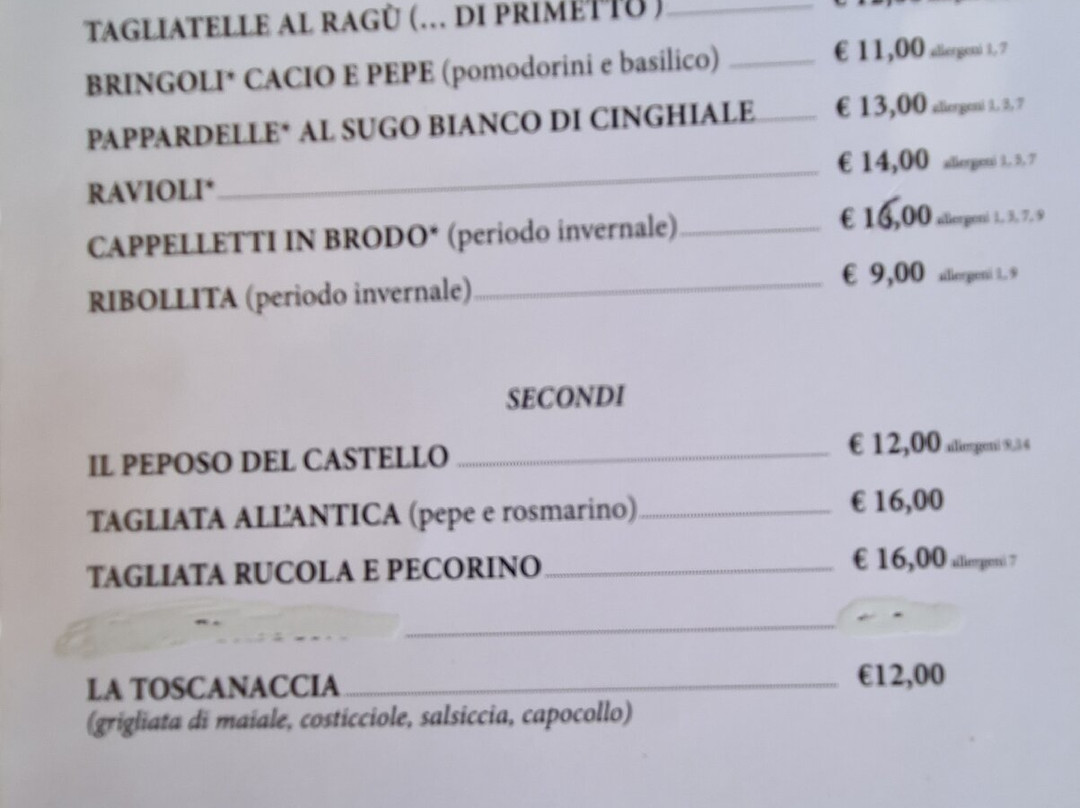 TAGLIATELLE AL RAGÙ (... DI PRIMETTO)
BRINGOLI* CACIO E PEPE (pomodorini e basilico) € 11,00 allergeni 1, 7
PAPPARDELLE* AL SUGO BIANCO DI CINGHIALE € 13,00 allergeni 1, 3, 7
RAVIOLI* € 14,00 allergeni 1, 3, 7
CAPPELLETTI IN BRODO* (periodo invernale) € 16,00 allergeni 1, 3, 7, 9
RIBOLLITA (periodo invernale) € 9,00 allergeni 1, 9
SECONDI
IL PEPOSO DEL CASTELLO € 12,00 allergeni 9,14
TAGLIATA ALL'ANTICA (pepe e rosmarino) € 16,00
TAGLIATA RUCOLA E PECORINO € 16,00 allergeni 7
LA TOSCANACCIA €12,00
(grigliata di maiale, costicciole, salsiccia, capocollo)